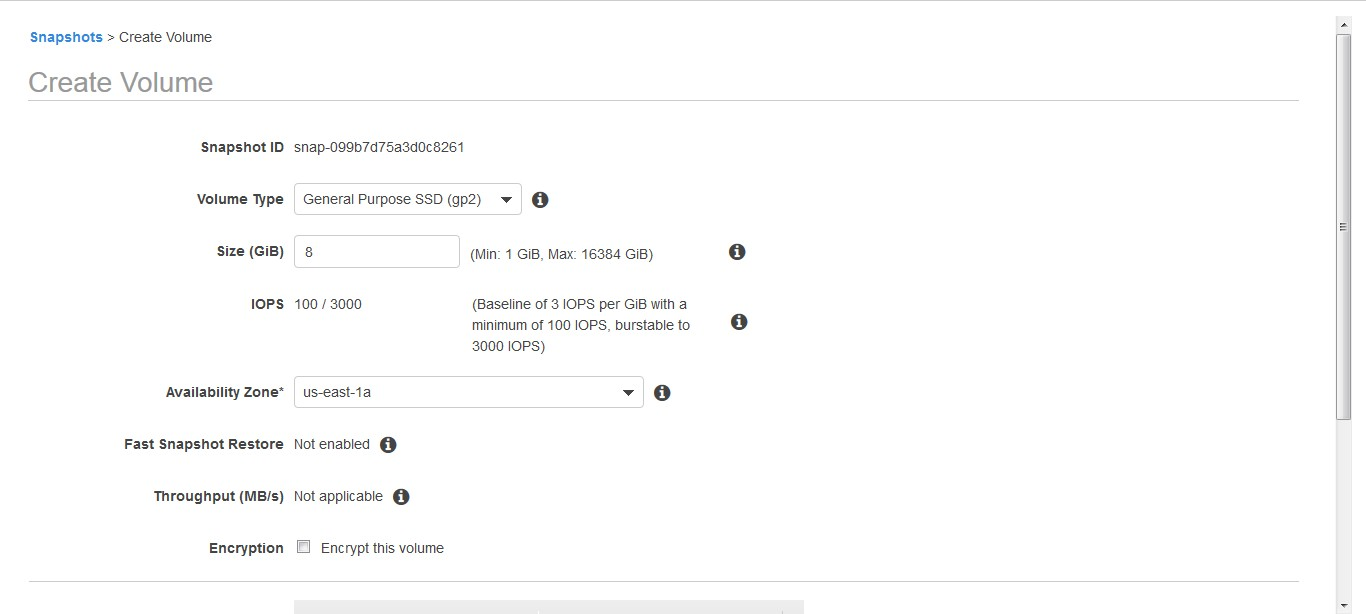 Snapshots > Create Volume
Create Volume
Snapshot ID snap-099b7d75a3d0c8261
Volume Type General Purpose SSD (gp2)
Size (GiB) 8 (Min: 1 GiB, Max: 16384 GiB)
IOPS 100 / 3000 (Baseline of 3 IOPS per GiB with a
minimum of 100 IOPS, burstable to
3000 IOPS)
Availability Zone* us-east-1a
Fast Snapshot Restore Not enabled
Throughput (MB/s) Not applicable
Encryption Encrypt this volume